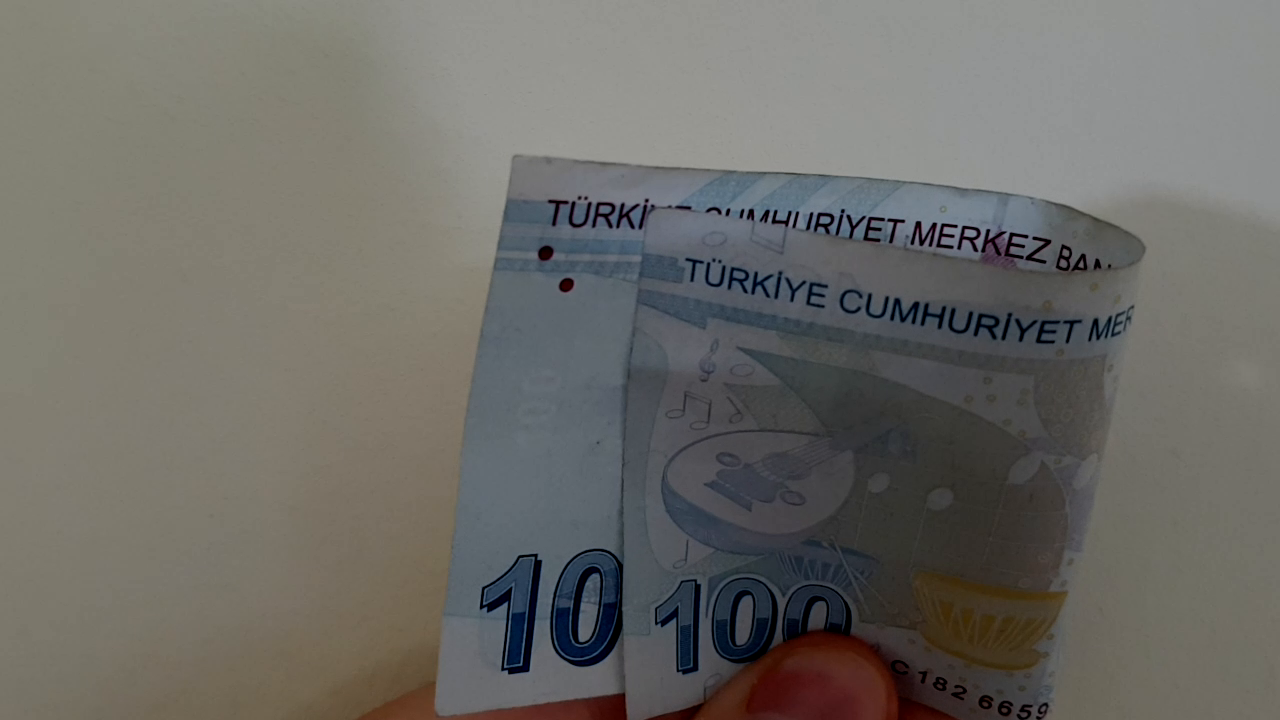 TÜRKİYE CUMHURİYET MERKEZ BAN
TÜRKİYE CUMHURİYET MER
10
100
C182 6659